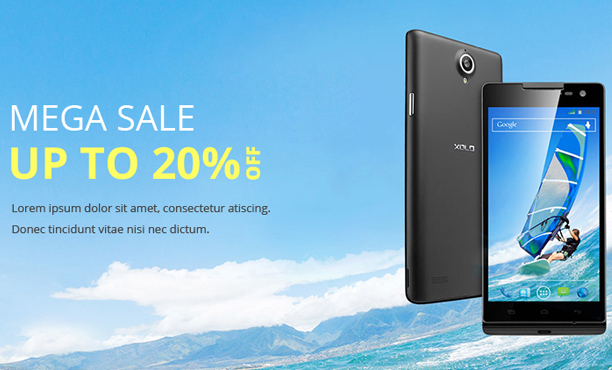 MEGA SALE
UP TO 20% OFF
Lorem ipsum dolor sit amet, consectetur atiscing.
Donec tincidunt vitae nisi nec dictum.
XOLO
Google